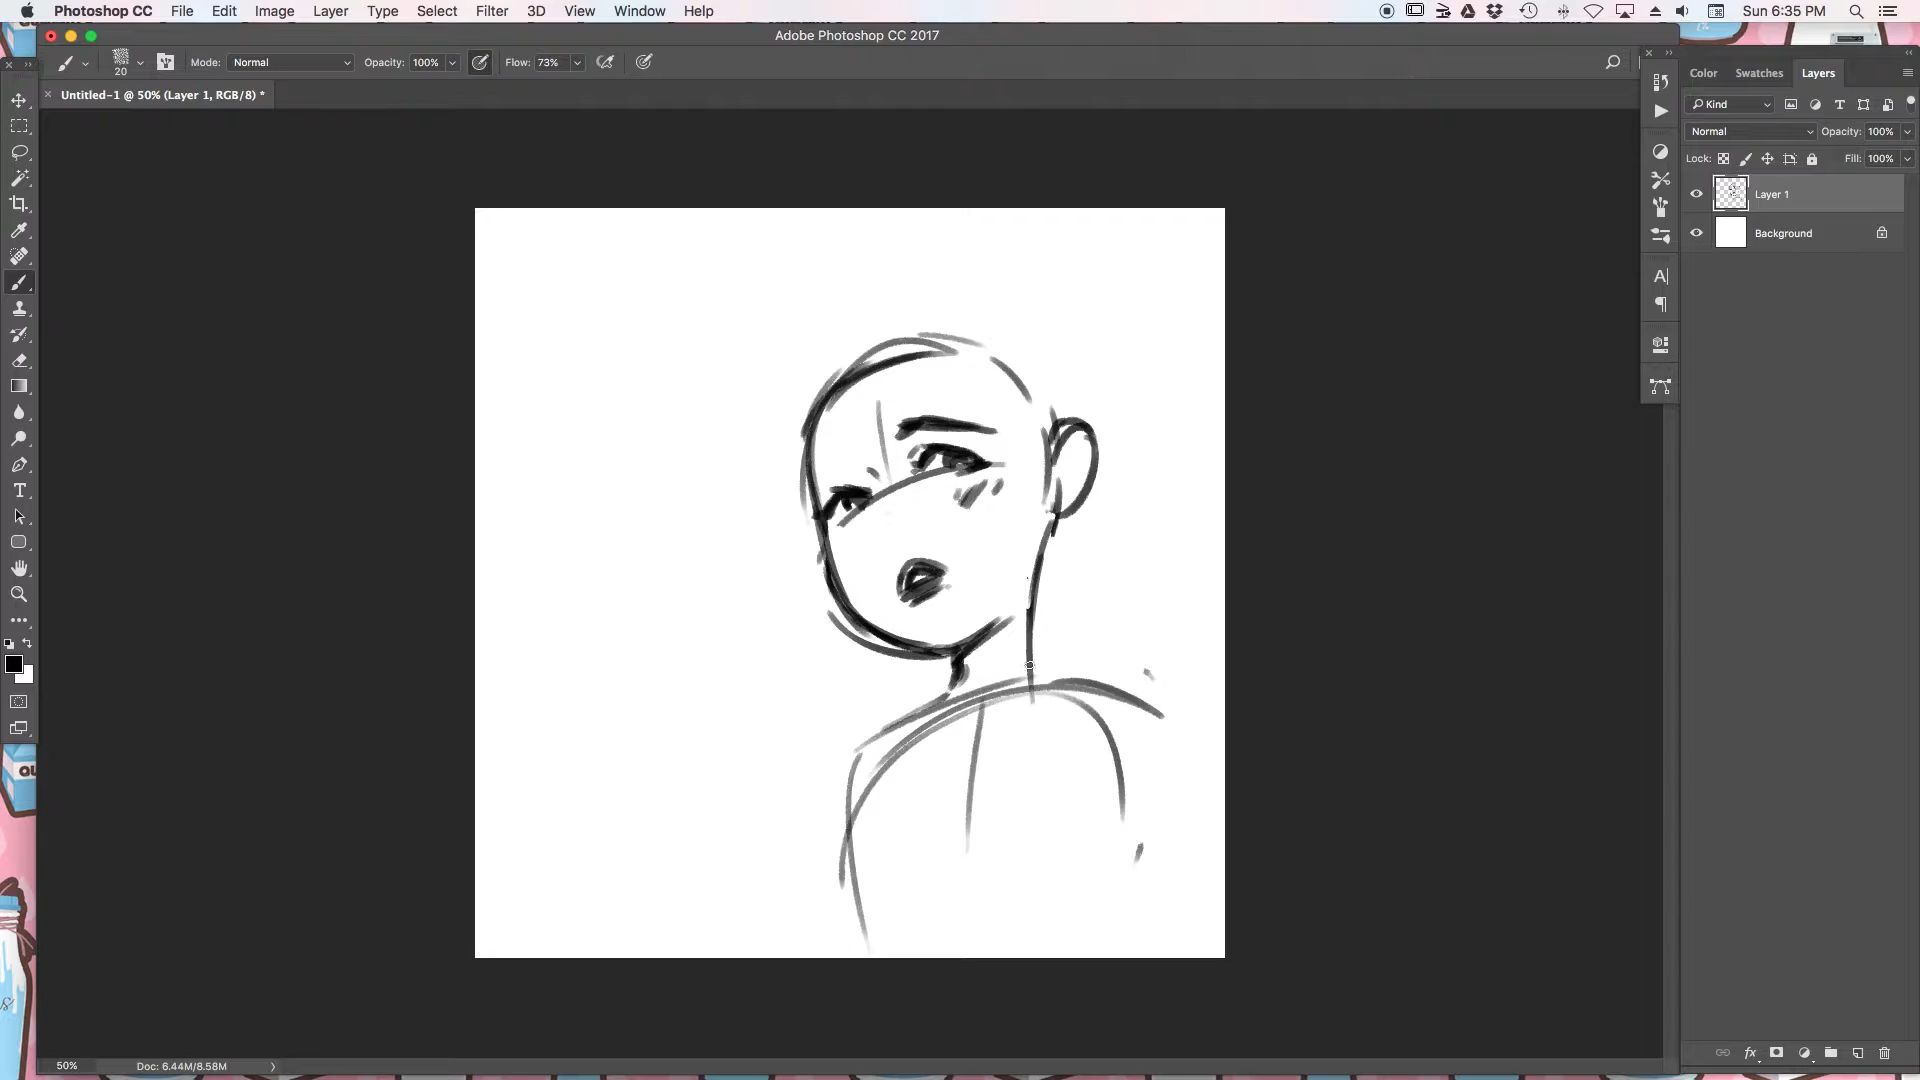 Photoshop CC File Edit Image Layer Type Select Filter 3D View Window Help Sun 6:35 PM
Adobe Photoshop CC 2017
20 Mode: Normal Opacity: 100% Flow: 73%
Untitled-1 @ 50% (Layer 1, RGB/8) *
Color Swatches Layers
Kind
Normal Opacity: 100%
Lock: Fill: 100%
Layer 1
Background
50% Doc: 6.44M/8.58M